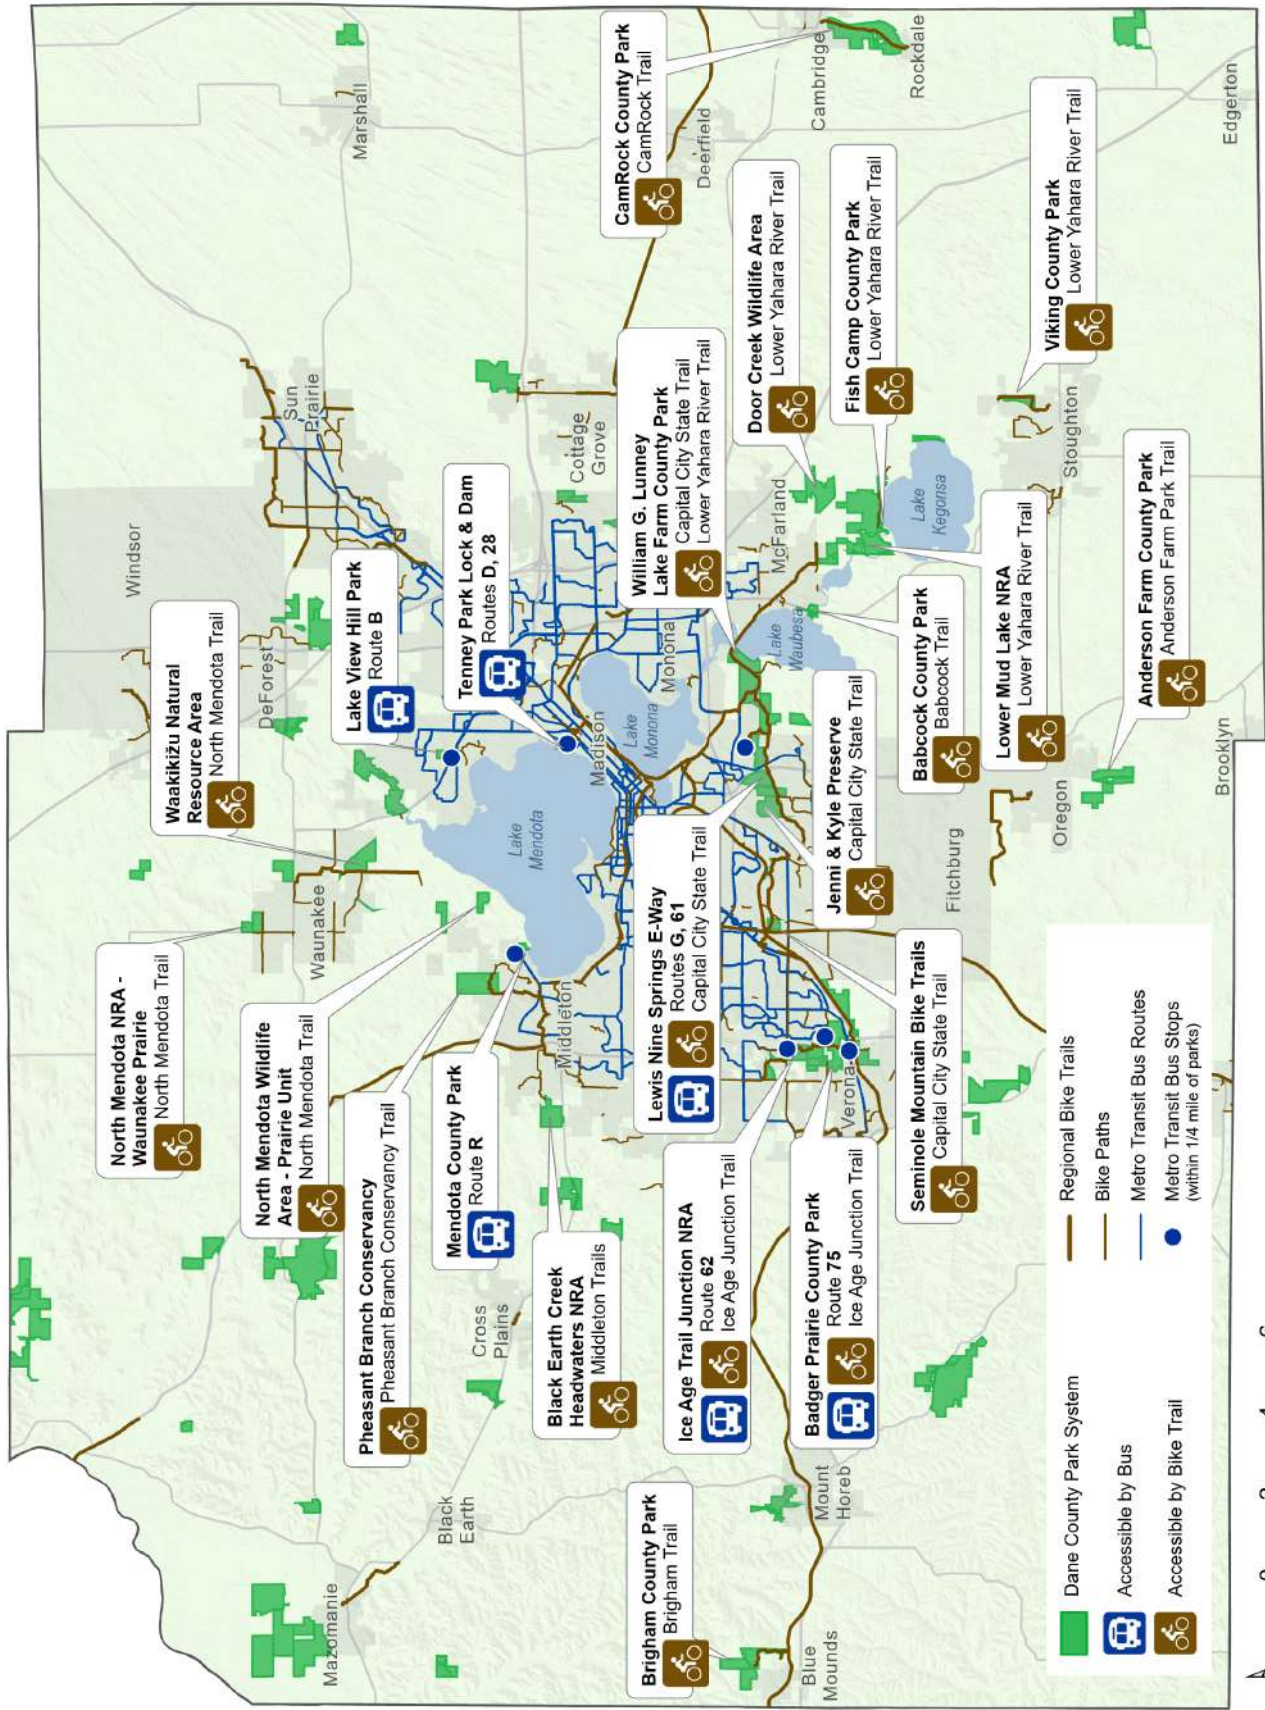 Windsor
Sun
Prairie
Marshall
DeForest
Waunakee
Mazomanie
Black
Earth
Cross
Plains
Middleton
Madison
Monona
Cottage
Grove
Deerfield
Cambridge
Rockdale
McFarland
Verona
Fitchburg
Mount
Horeb
Blue
Mounds
Oregon
Stoughton
Brooklyn
Edgerton
Lake
Mendota
Lake
Monona
Lake
Waubesa
Lake
Kegonsa
North Mendota NRA -
Waunakee Prairie
North Mendota Trail
Waakikižu Natural
Resource Area
North Mendota Trail
North Mendota Wildlife
Area - Prairie Unit
North Mendota Trail
Lake View Hill Park
Route B
Pheasant Branch Conservancy
Pheasant Branch Conservancy Trail
Mendota County Park
Route R
Tenney Park Lock & Dam
Routes D, 28
Black Earth Creek
Headwaters NRA
Middleton Trails
CamRock County Park
CamRock Trail
William G. Lunney
Lake Farm County Park
Capital City State Trail
Lower Yahara River Trail
Brigham County Park
Brigham Trail
Ice Age Trail Junction NRA
Route 62
Ice Age Junction Trail
Lewis Nine Springs E-Way
Routes G, 61
Capital City State Trail
Door Creek Wildlife Area
Lower Yahara River Trail
Badger Prairie County Park
Route 75
Ice Age Junction Trail
Jenni & Kyle Preserve
Capital City State Trail
Fish Camp County Park
Lower Yahara River Trail
Seminole Mountain Bike Trails
Capital City State Trail
Babcock County Park
Babcock Trail
Lower Mud Lake NRA
Lower Yahara River Trail
Viking County Park
Lower Yahara River Trail
Anderson Farm County Park
Anderson Farm Park Trail
Dane County Park System
Accessible by Bus
Accessible by Bike Trail
Regional Bike Trails
Bike Paths
Metro Transit Bus Routes
Metro Transit Bus Stops
(within 1/4 mile of parks)